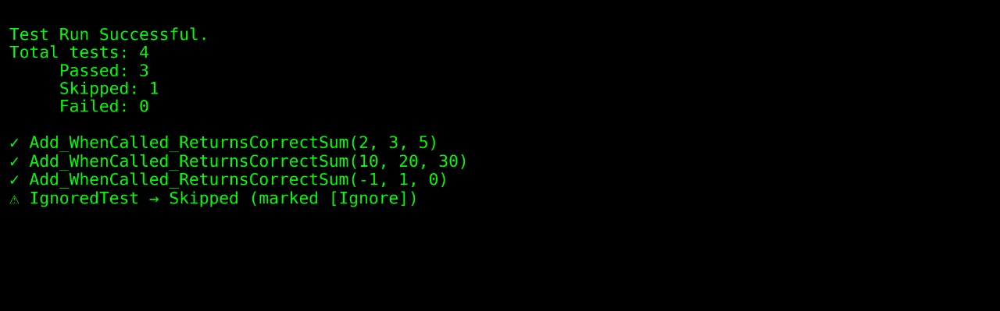 Test Run Successful.
Total tests: 4
     Passed: 3
     Skipped: 1
     Failed: 0

✓ Add_WhenCalled_ReturnsCorrectSum(2, 3, 5)
✓ Add_WhenCalled_ReturnsCorrectSum(10, 20, 30)
✓ Add_WhenCalled_ReturnsCorrectSum(-1, 1, 0)
⚠ IgnoredTest → Skipped (marked [Ignore])